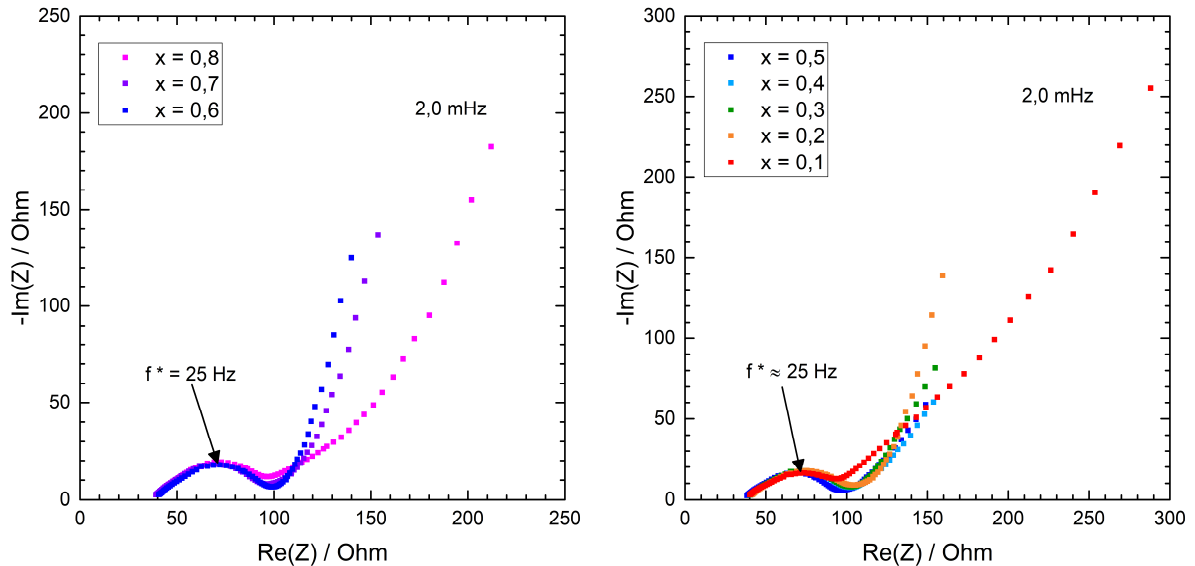 250
200
150
100
50
0
-Im(Z) / Ohm
x = 0,8
x = 0,7
x = 0,6
2,0 mHz
f * = 25 Hz
0 50 100 150 200 250
Re(Z) / Ohm
300
250
200
150
100
50
0
-Im(Z) / Ohm
x = 0,5
x = 0,4
x = 0,3
x = 0,2
x = 0,1
2,0 mHz
f * ≈ 25 Hz
0 50 100 150 200 250 300
Re(Z) / Ohm